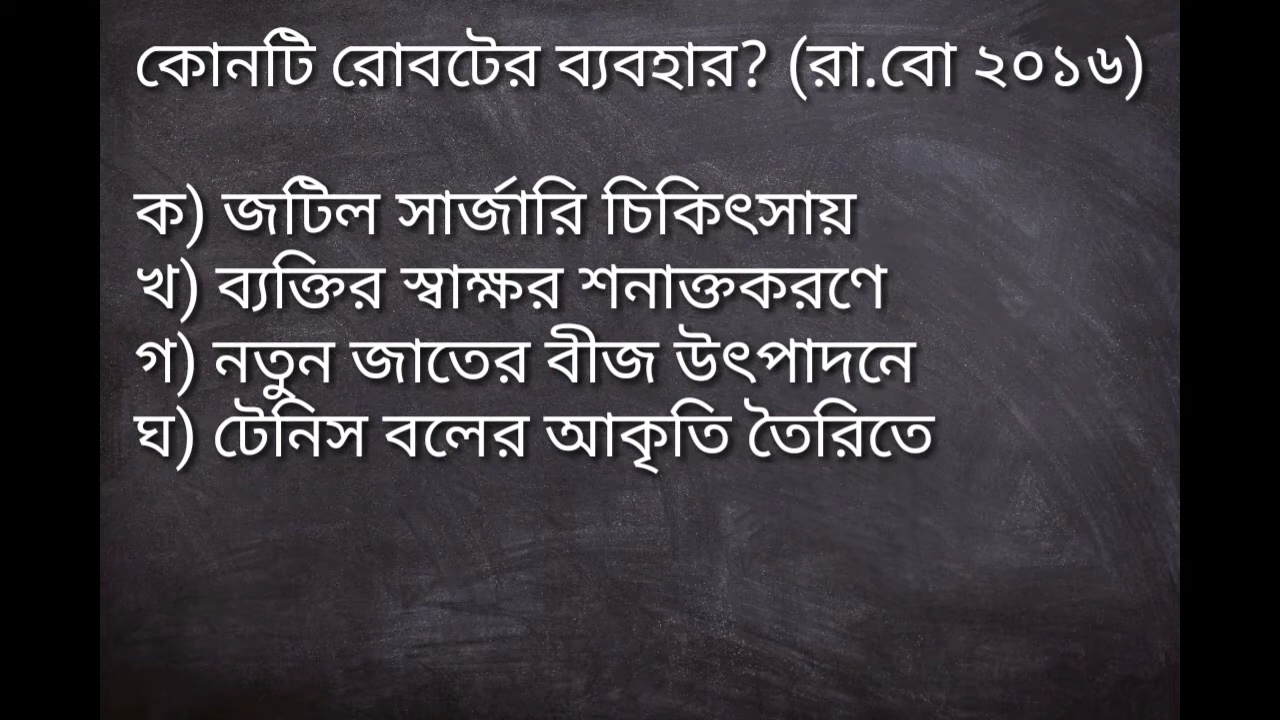 কোনটি রোবটের ব্যবহার? (রা.বো ২০১৬)
ক) জটিল সার্জারি চিকিৎসায়
খ) ব্যক্তির স্বাক্ষর শনাক্তকরণে
গ) নতুন জাতের বীজ উৎপাদনে
ঘ) টেনিস বলের আকৃতি তৈরিতে